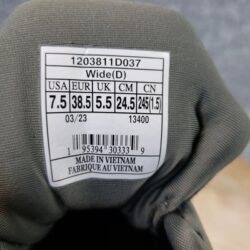 1203811D037
Wide(D)
USA EUR UK CM CN
7.5 38.5 5.5 24.5 245(1.5)
03/23 13400
1 95394 30333 9
MADE IN VIETNAM
FABRIQUE AU VIETNAM